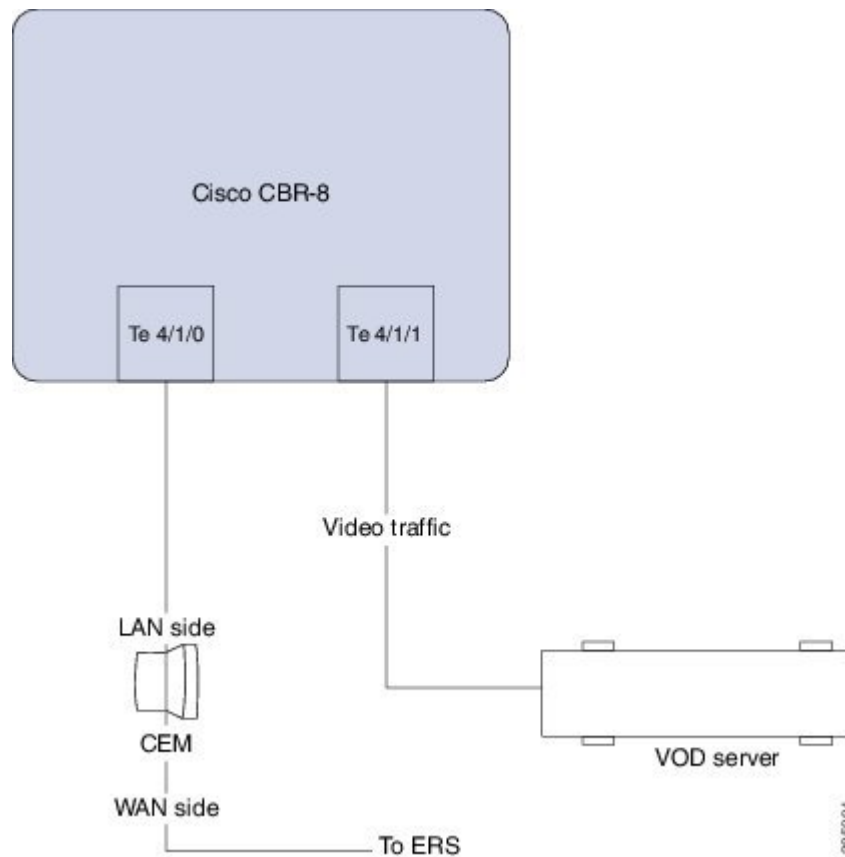 Cisco CBR-8
Te 4/1/0
Te 4/1/1
Video traffic
LAN side
CEM
VOD server
WAN side
To ERS